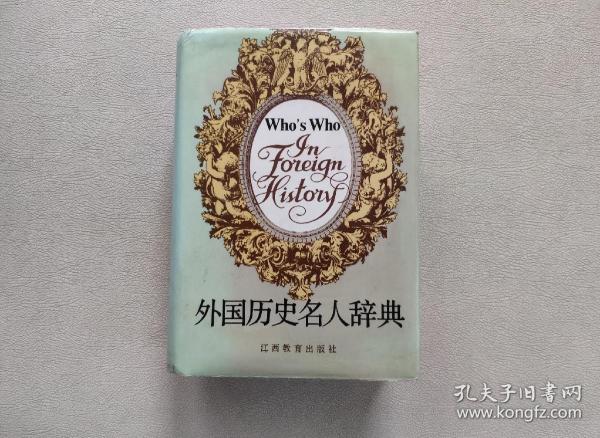 Who's Who
In
Foreign
History
外国历史名人辞典
江西教育出版社
孔夫子旧书网
www.kongfz.com